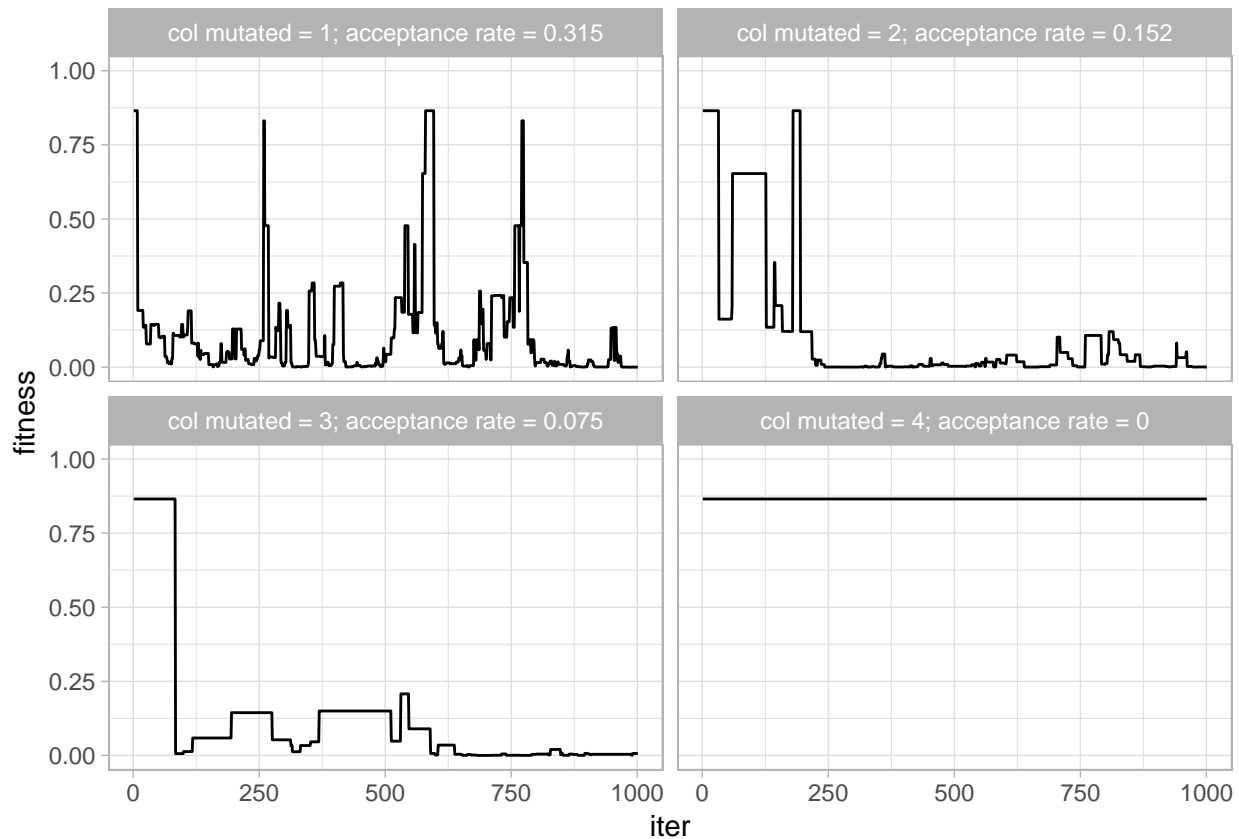 col mutated = 1; acceptance rate = 0.315
col mutated = 2; acceptance rate = 0.152
1.00
0.75
0.50
0.25
0.00
col mutated = 3; acceptance rate = 0.075
col mutated = 4; acceptance rate = 0
1.00
0.75
0.50
0.25
0.00
fitness
0 250 500 750 1000
0 250 500 750 1000
iter